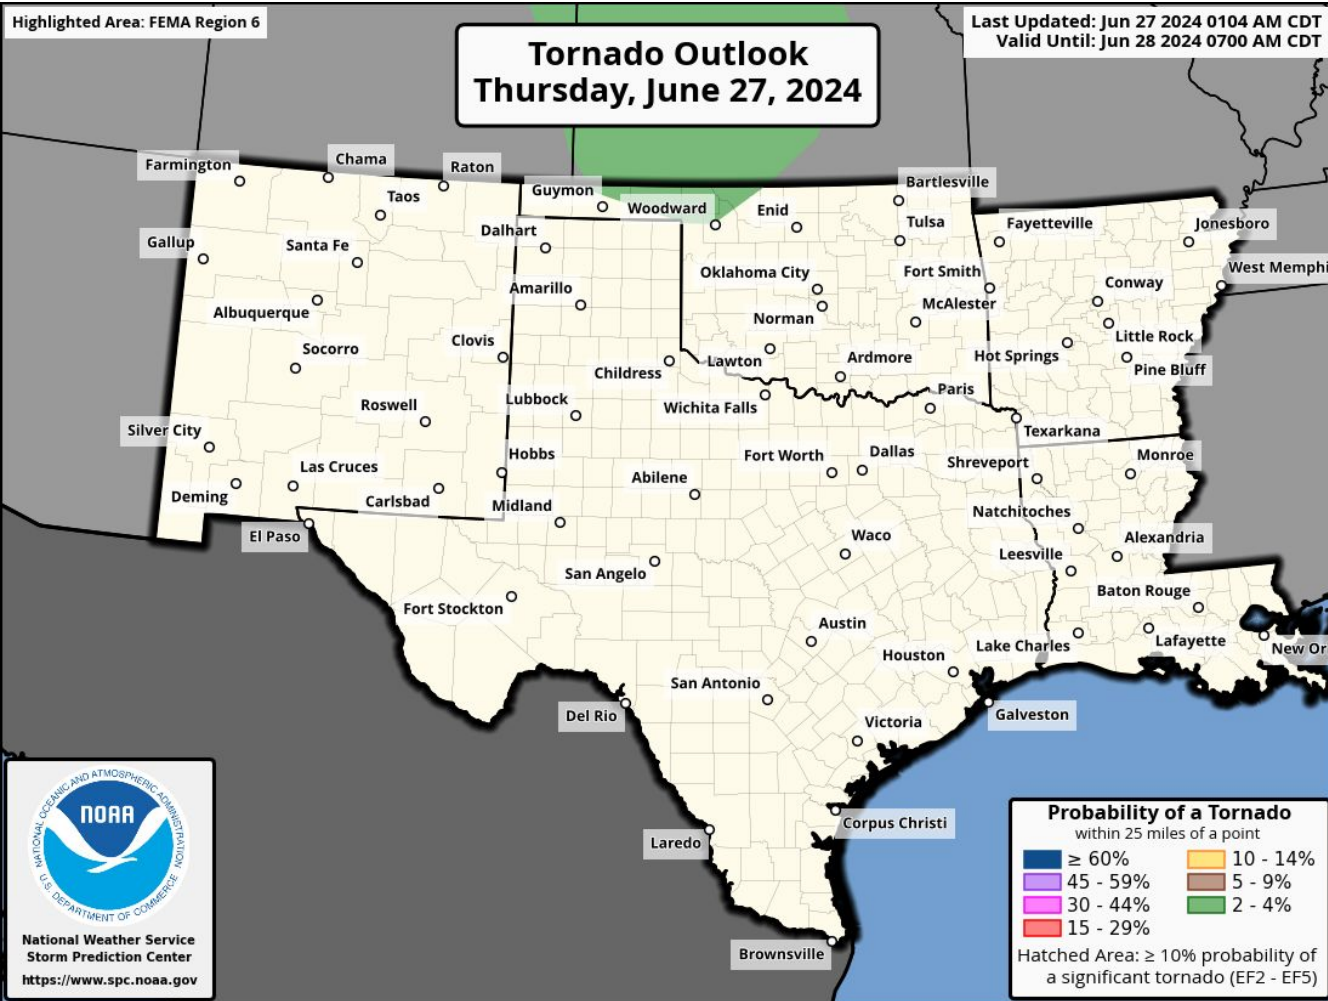 Highlighted Area: FEMA Region 6
Last Updated: Jun 27 2024 0104 AM CDT
Valid Until: Jun 28 2024 0700 AM CDT
Tornado Outlook
Thursday, June 27, 2024
Farmington
Chama
Raton
Taos
Guymon
Woodward
Enid
Bartlesville
Tulsa
Fayetteville
Jonesboro
Gallup
Santa Fe
Dalhart
Oklahoma City
Fort Smith
West Memphi
Albuquerque
Amarillo
Norman
McAlester
Conway
Socorro
Clovis
Childress
Lawton
Ardmore
Hot Springs
Little Rock
Pine Bluff
Roswell
Lubbock
Wichita Falls
Paris
Texarkana
Silver City
Las Cruces
Hobbs
Abilene
Fort Worth
Dallas
Shreveport
Monroe
Deming
Carlsbad
Midland
Natchitoches
El Paso
San Angelo
Waco
Leesville
Alexandria
Fort Stockton
Baton Rouge
Austin
Houston
Lake Charles
Lafayette
New Or
San Antonio
Del Rio
Victoria
Galveston
Corpus Christi
Laredo
Brownsville
NATIONAL OCEANIC AND ATMOSPHERIC ADMINISTRATION
NOAA
U.S. DEPARTMENT OF COMMERCE
National Weather Service
Storm Prediction Center
https://www.spc.noaa.gov
Probability of a Tornado
within 25 miles of a point
≥ 60%
45 - 59%
30 - 44%
15 - 29%
10 - 14%
5 - 9%
2 - 4%
Hatched Area: ≥ 10% probability of
a significant tornado (EF2 - EF5)